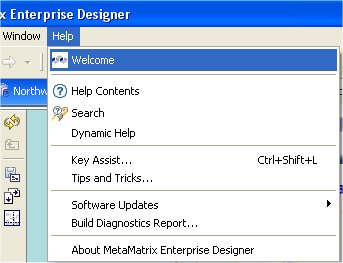 x Enterprise Designer
Window Help
Welcome
Northw
Help Contents
Search
Dynamic Help
Key Assist... Ctrl+Shift+L
Tips and Tricks...
Software Updates
Build Diagnostics Report...
About MetaMatrix Enterprise Designer